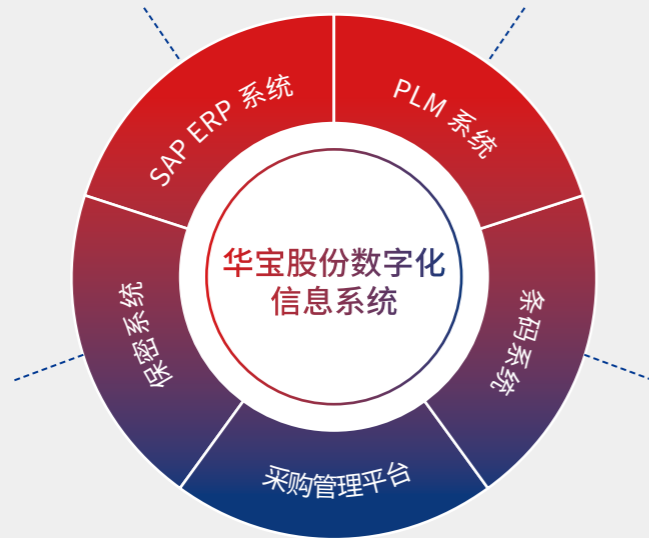 SAP ERP 系统
PLM 系统
华宝股份数字化
信息系统
保密系统
条码系统
采购管理平台